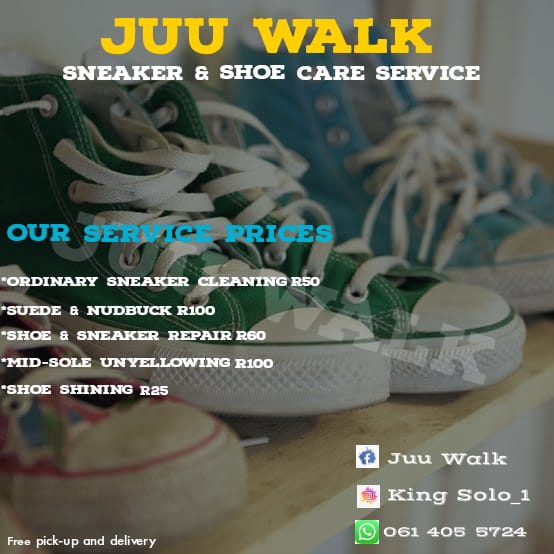 JUU WALK
SNEAKER & SHOE CARE SERVICE
OUR SERVICE PRICES
*ORDINARY SNEAKER CLEANING R50
*SUEDE & NUDBUCK R100
*SHOE & SNEAKER REPAIR R60
*MID-SOLE UNYELLOWING R100
*SHOE SHINING R25
JUU WALK
Juu Walk
King Solo_1
061 405 5724
Free pick-up and delivery